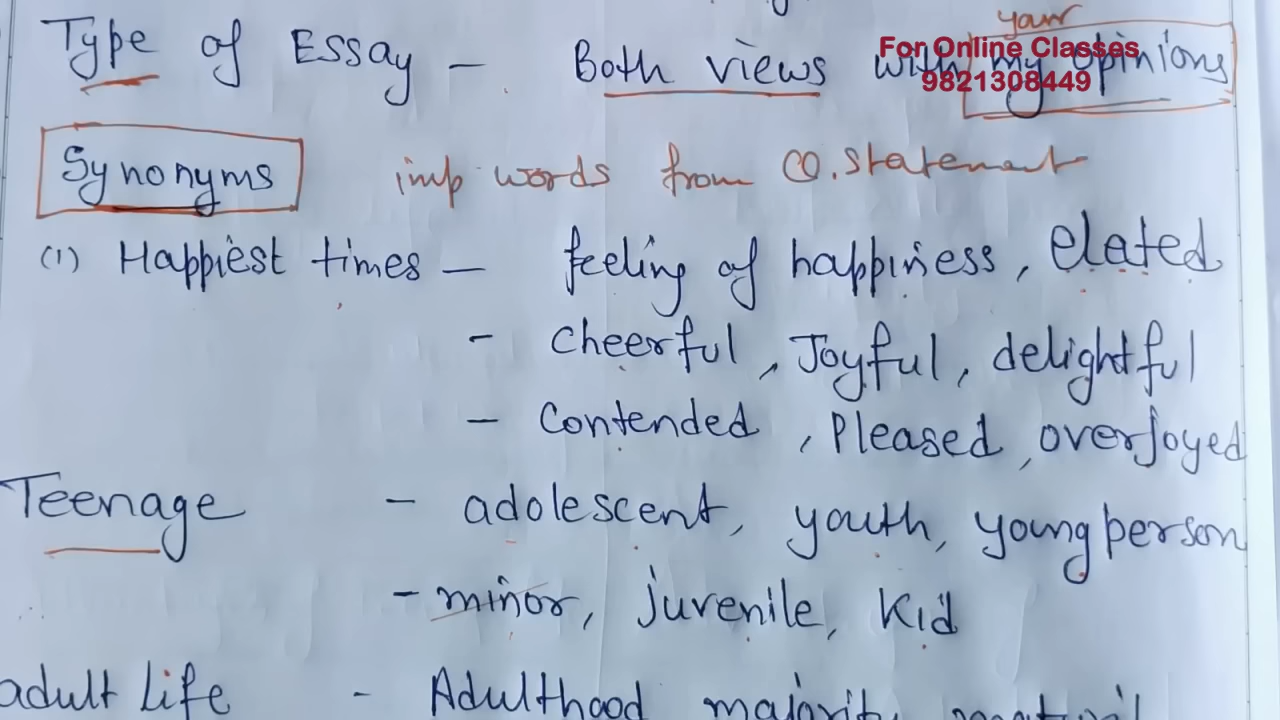 your
Type of Essay - Both views with my opinions
For Online Classes
9821308449
Synonyms imp words from Q. Statement
(1) Happiest times - feeling of happiness, elated
- Cheerful, Joyful, delightful
- Contended, Pleased, overjoyed
Teenage - adolescent, youth, young person
- minor, juvenile, Kid
adult Life - Adulthood majority